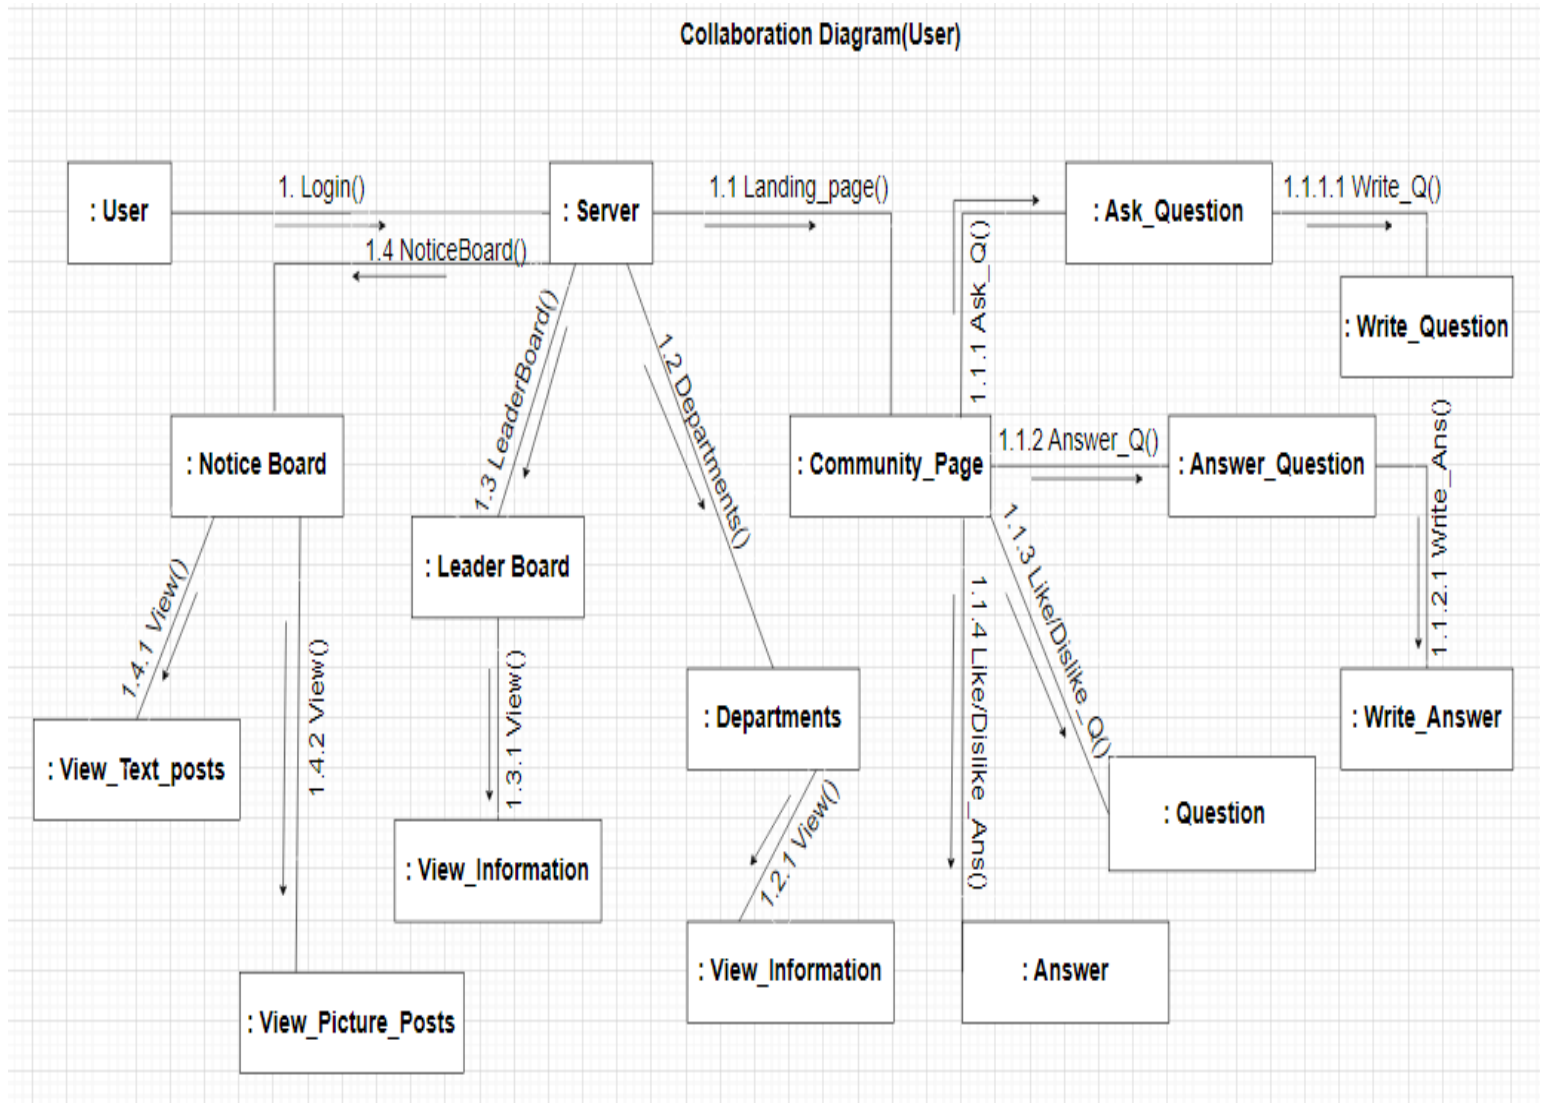 Collaboration Diagram(User)
: User
1. Login()
: Server
1.1 Landing_page()
: Ask_Question
1.1.1.1 Write_Q()
1.4 NoticeBoard()
: Write_Question
1.1.1 Ask_Q()
1.3 LeaderBoard()
1.2 Departments()
: Notice Board
: Community_Page
1.1.2 Answer_Q()
: Answer_Question
1.1.2.1 Write_Ans()
: Leader Board
1.1.3 Like/Dislike_Q()
1.1.4 Like/Dislike_Ans()
1.4.1 View()
1.4.2 View()
1.3.1 View()
: Departments
: Write_Answer
: View_Text_posts
: Question
1.2.1 View()
: View_Information
: View_Information
: Answer
: View_Picture_Posts